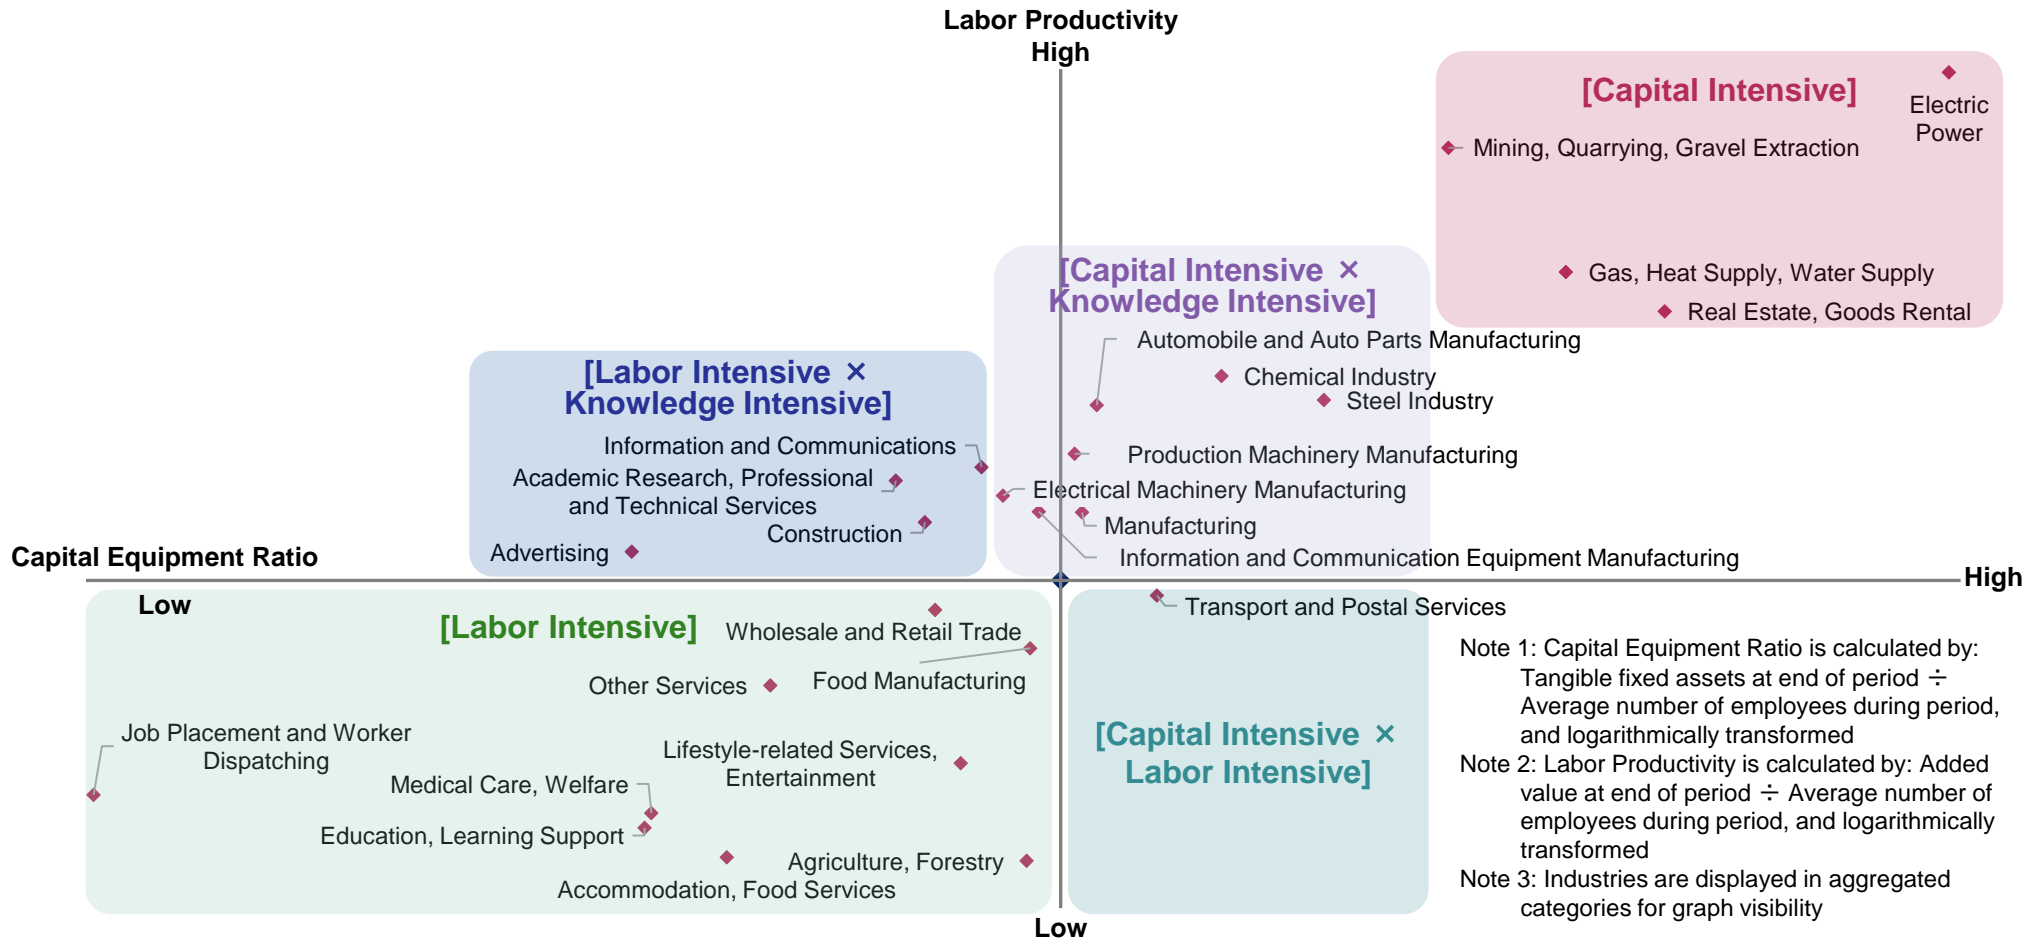 Labor Productivity
High
[Capital Intensive]
Electric
Power
Mining, Quarrying, Gravel Extraction
Gas, Heat Supply, Water Supply
Real Estate, Goods Rental
[Capital Intensive ×
Knowledge Intensive]
Automobile and Auto Parts Manufacturing
Chemical Industry
Steel Industry
Production Machinery Manufacturing
Electrical Machinery Manufacturing
Manufacturing
Information and Communication Equipment Manufacturing
[Labor Intensive ×
Knowledge Intensive]
Information and Communications
Academic Research, Professional
and Technical Services
Construction
Advertising
Capital Equipment Ratio
Low
High
[Labor Intensive]
Wholesale and Retail Trade
Food Manufacturing
Other Services
Job Placement and Worker
Dispatching
Lifestyle-related Services,
Entertainment
Medical Care, Welfare
Education, Learning Support
Agriculture, Forestry
Accommodation, Food Services
Transport and Postal Services
[Capital Intensive ×
Labor Intensive]
Low
Note 1: Capital Equipment Ratio is calculated by:
Tangible fixed assets at end of period ÷
Average number of employees during period,
and logarithmically transformed
Note 2: Labor Productivity is calculated by: Added
value at end of period ÷ Average number of
employees during period, and logarithmically
transformed
Note 3: Industries are displayed in aggregated
categories for graph visibility